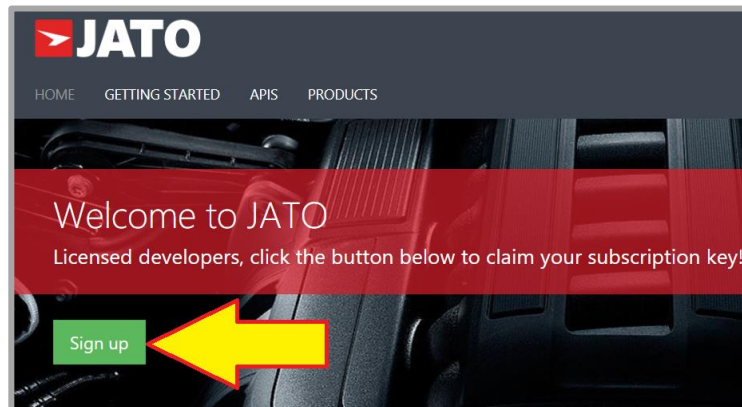 JATO
HOME GETTING STARTED APIS PRODUCTS
Welcome to JATO
Licensed developers, click the button below to claim your subscription key!
Sign up